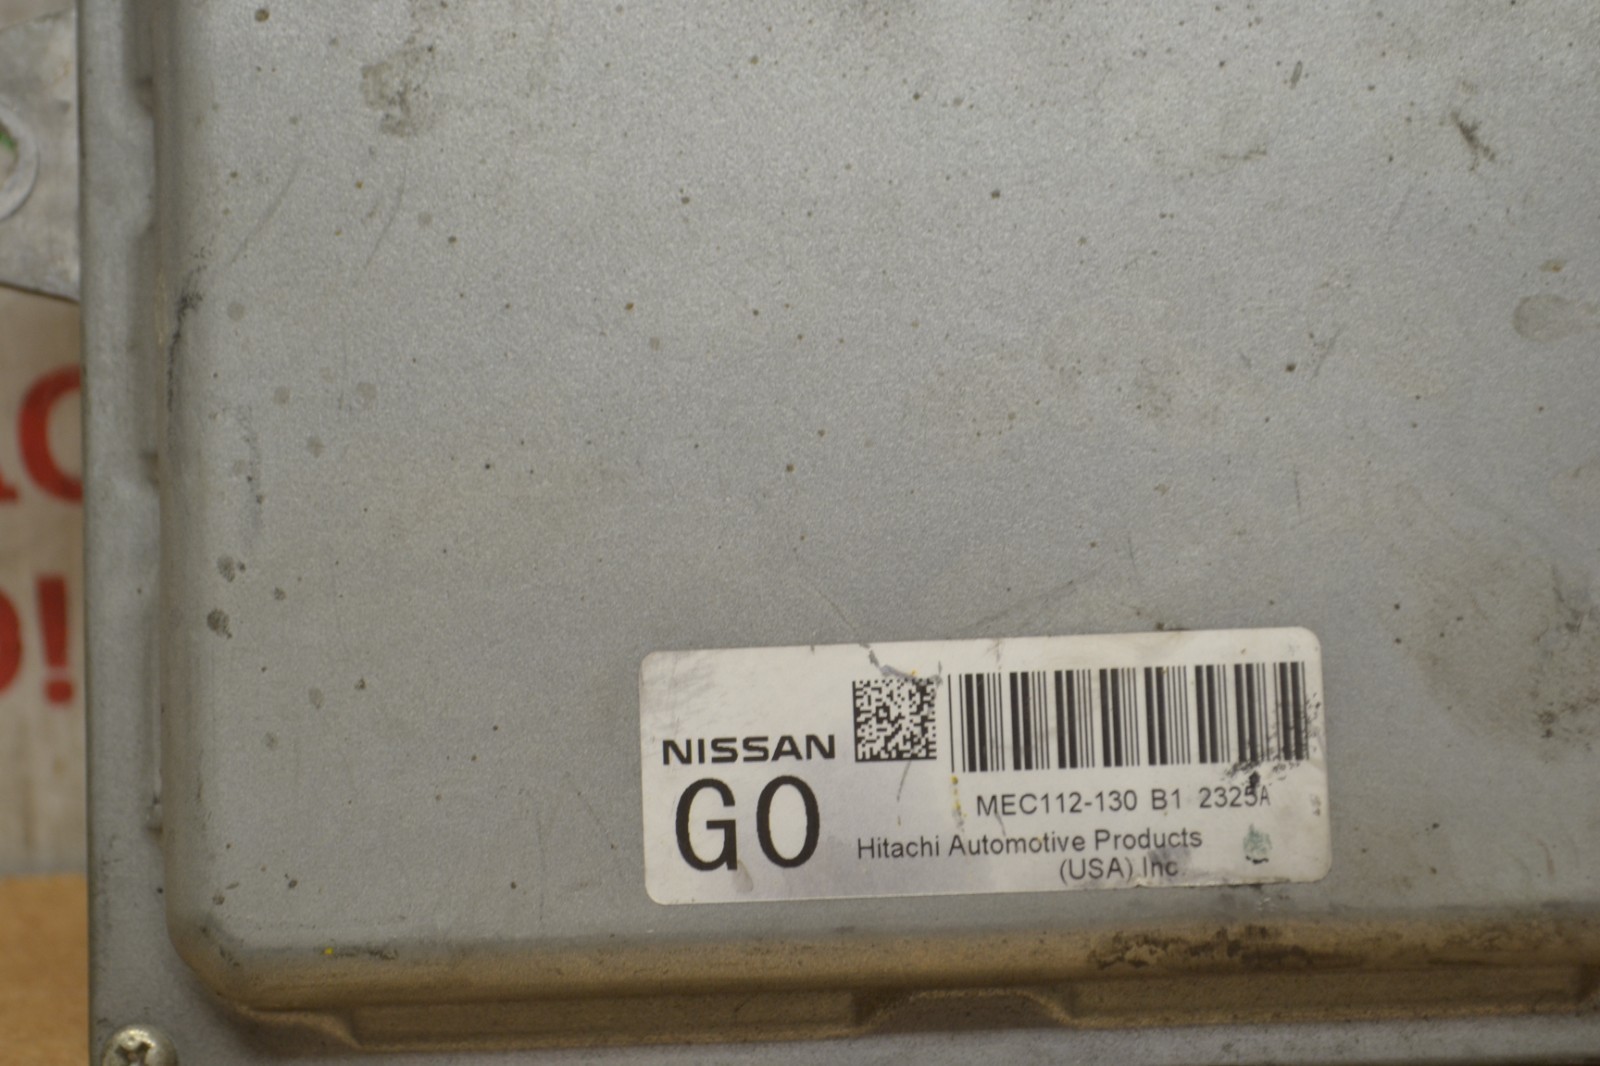 NISSAN
GO
MEC112-130 B1 2325A
Hitachi Automotive Products
(USA) Inc.